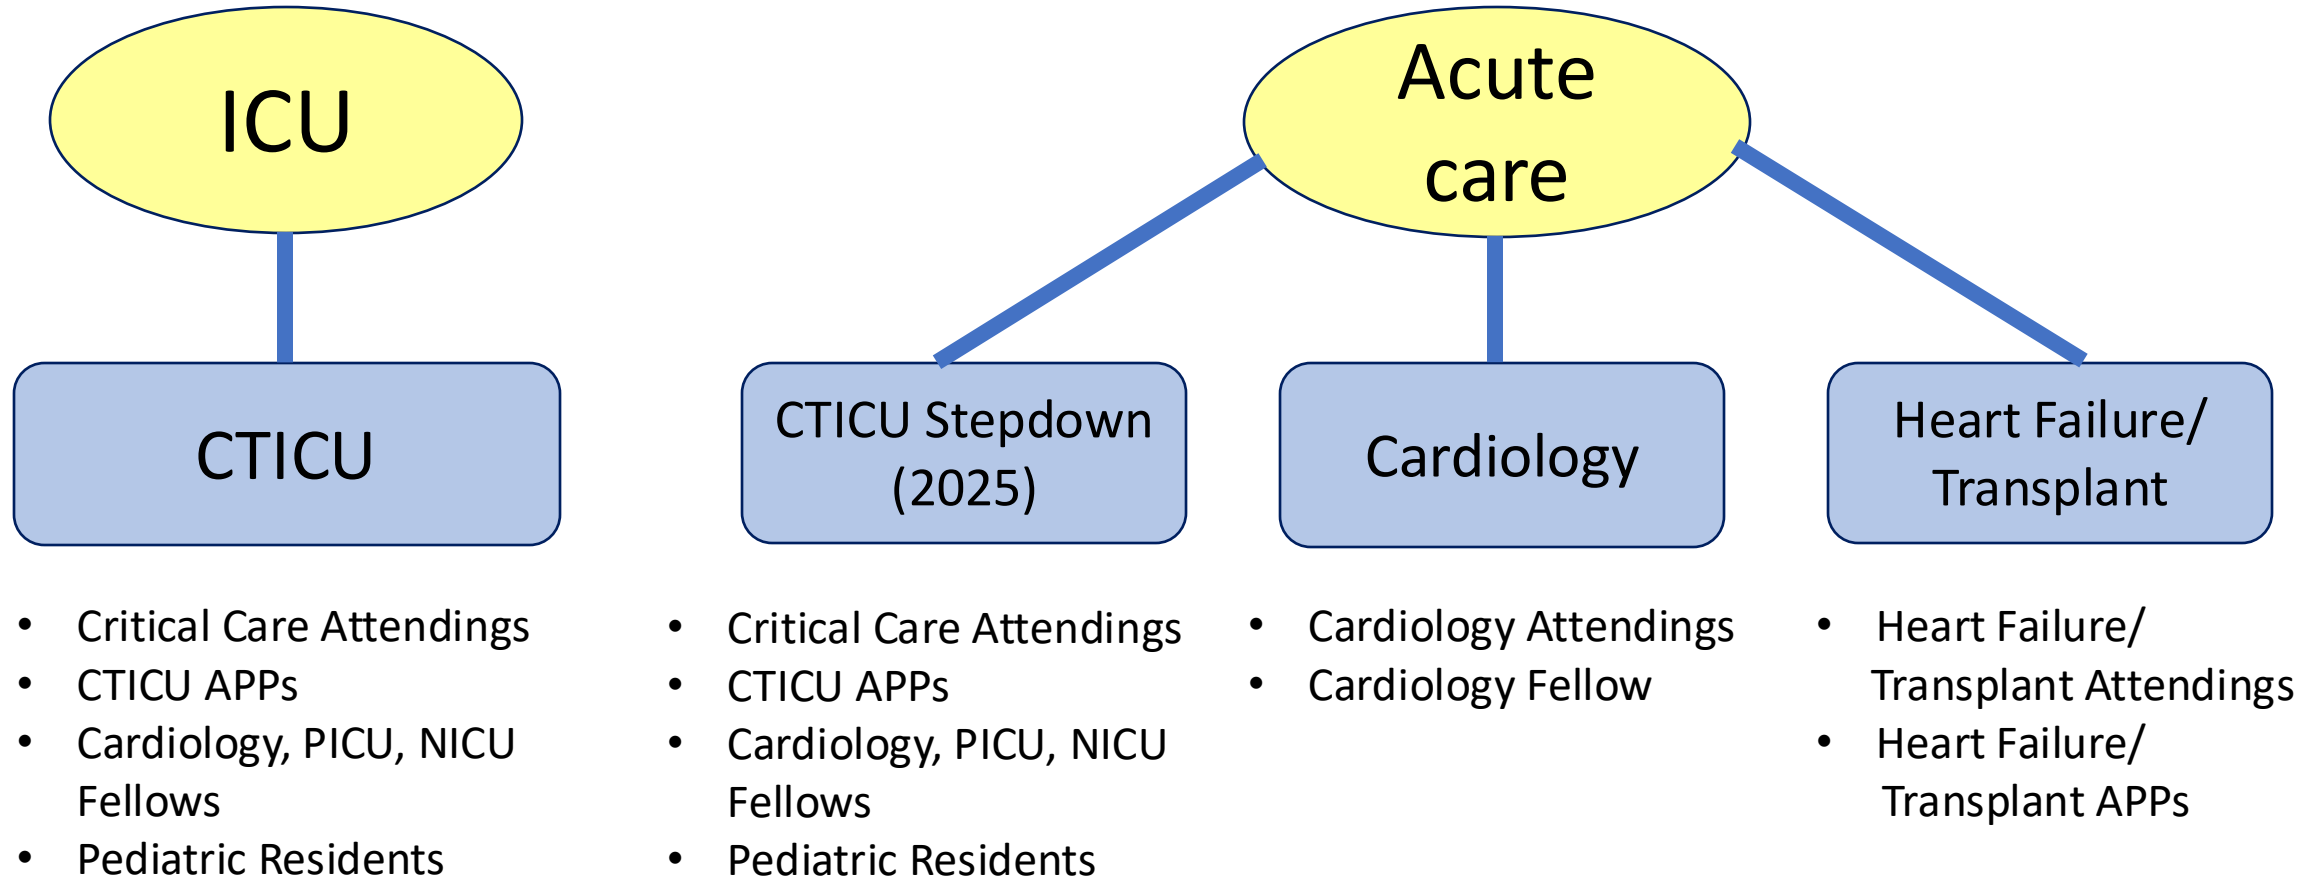 ICU
Acute
care
CTICU
CTICU Stepdown
(2025)
Cardiology
Heart Failure/
Transplant
• Critical Care Attendings
• CTICU APPs
• Cardiology, PICU, NICU
Fellows
• Pediatric Residents
• Critical Care Attendings
• CTICU APPs
• Cardiology, PICU, NICU
Fellows
• Pediatric Residents
• Cardiology Attendings
• Cardiology Fellow
• Heart Failure/
Transplant Attendings
• Heart Failure/
Transplant APPs